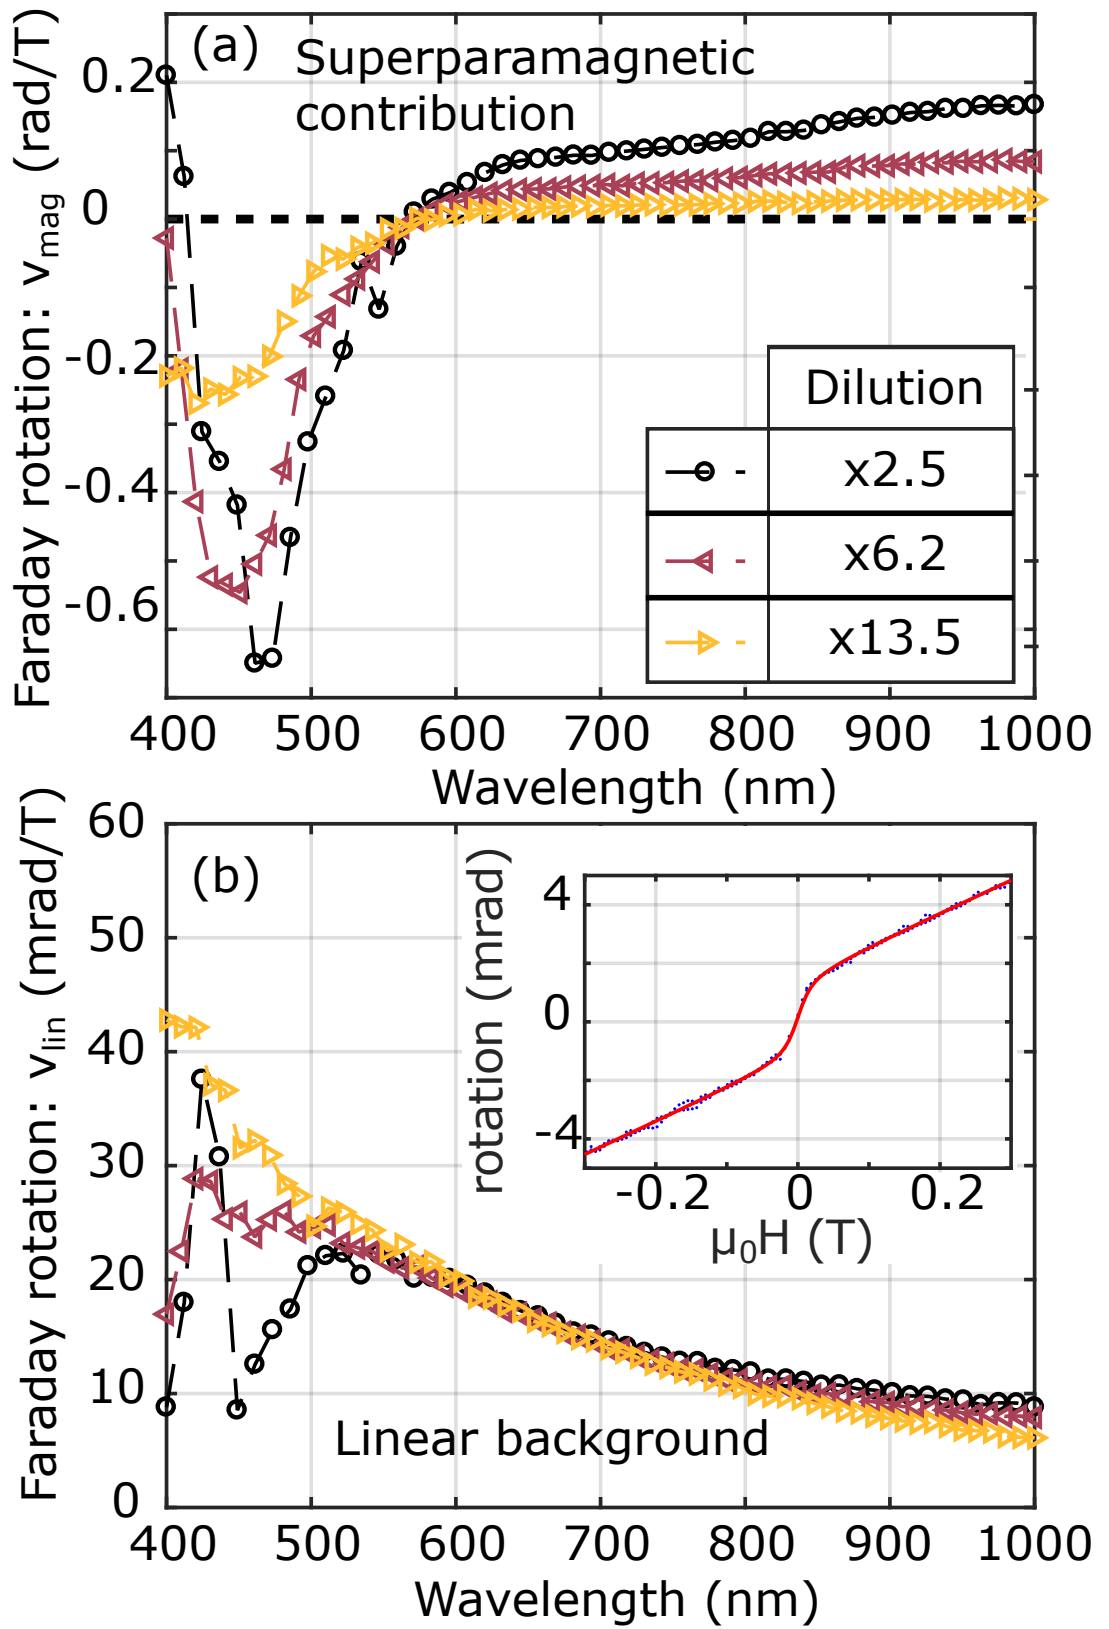 (a) Superparamagnetic
contribution
Faraday rotation: v_mag (rad/T)
0.2
0
-0.2
-0.4
-0.6
Dilution
x2.5
x6.2
x13.5
400 500 600 700 800 900 1000
Wavelength (nm)
(b)
Faraday rotation: v_lin (mrad/T)
60
50
40
30
20
10
0
rotation (mrad)
4
0
-4
-0.2 0 0.2
μ₀H (T)
Linear background
400 500 600 700 800 900 1000
Wavelength (nm)